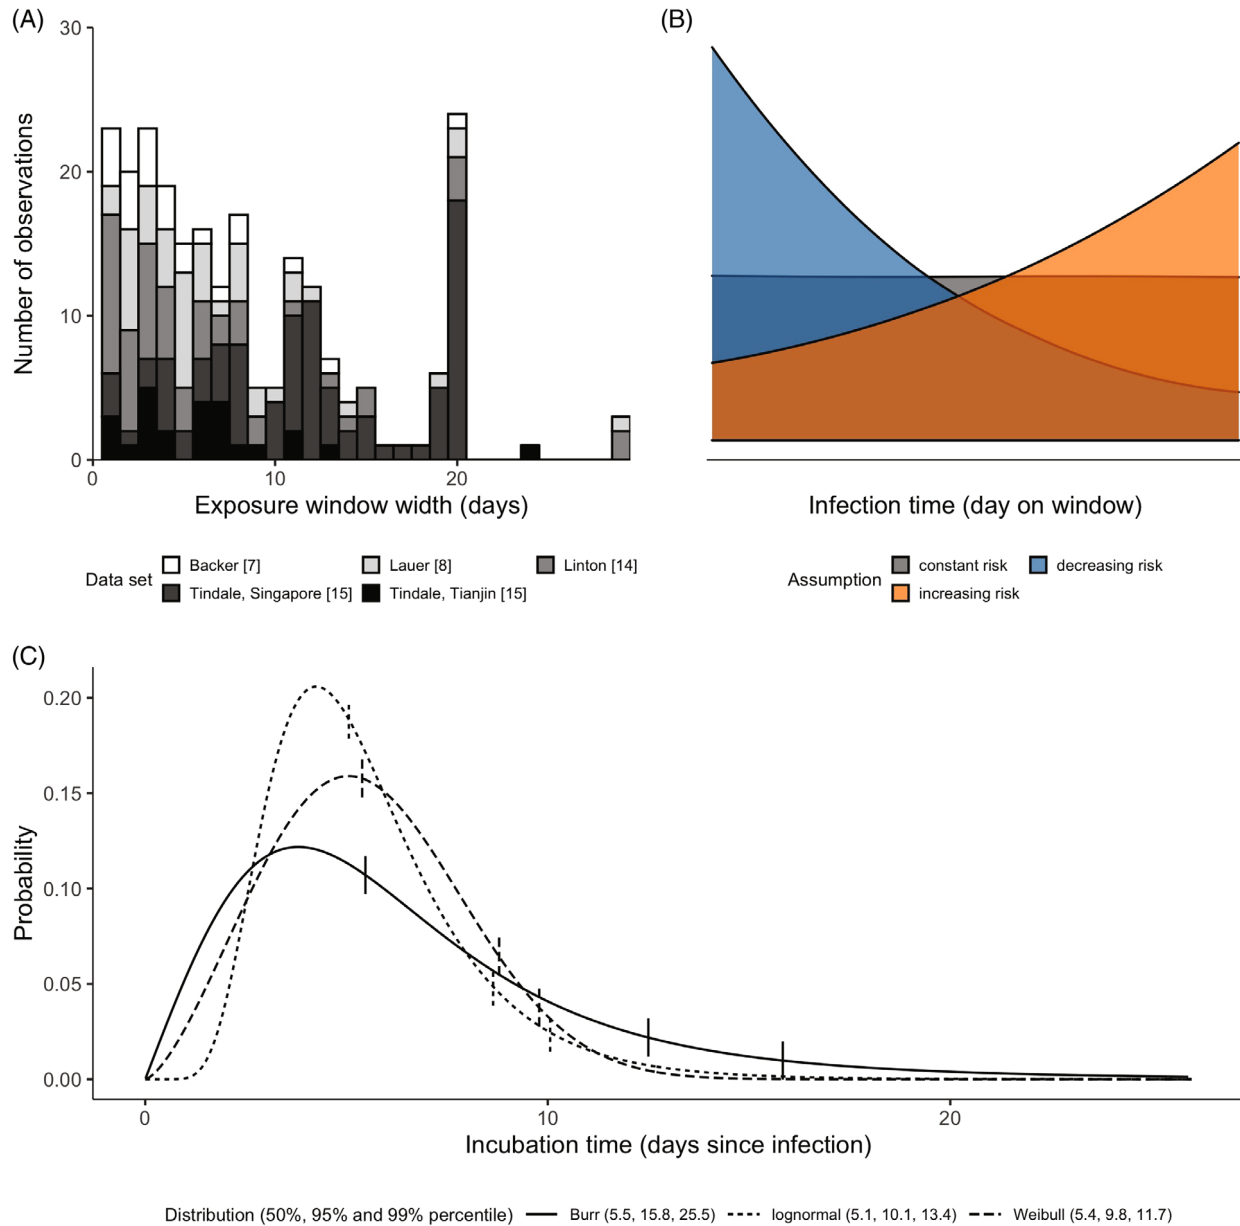 (A)
30
20
10
0
Number of observations
0 10 20
Exposure window width (days)
Data set
Backer [7] Lauer [8] Linton [14]
Tindale, Singapore [15] Tindale, Tianjin [15]
(B)
Infection time (day on window)
Assumption
constant risk decreasing risk
increasing risk
(C)
0.20
0.15
0.10
0.05
0.00
Probability
0 10 20
Incubation time (days since infection)
Distribution (50%, 95% and 99% percentile) Burr (5.5, 15.8, 25.5) lognormal (5.1, 10.1, 13.4) Weibull (5.4, 9.8, 11.7)